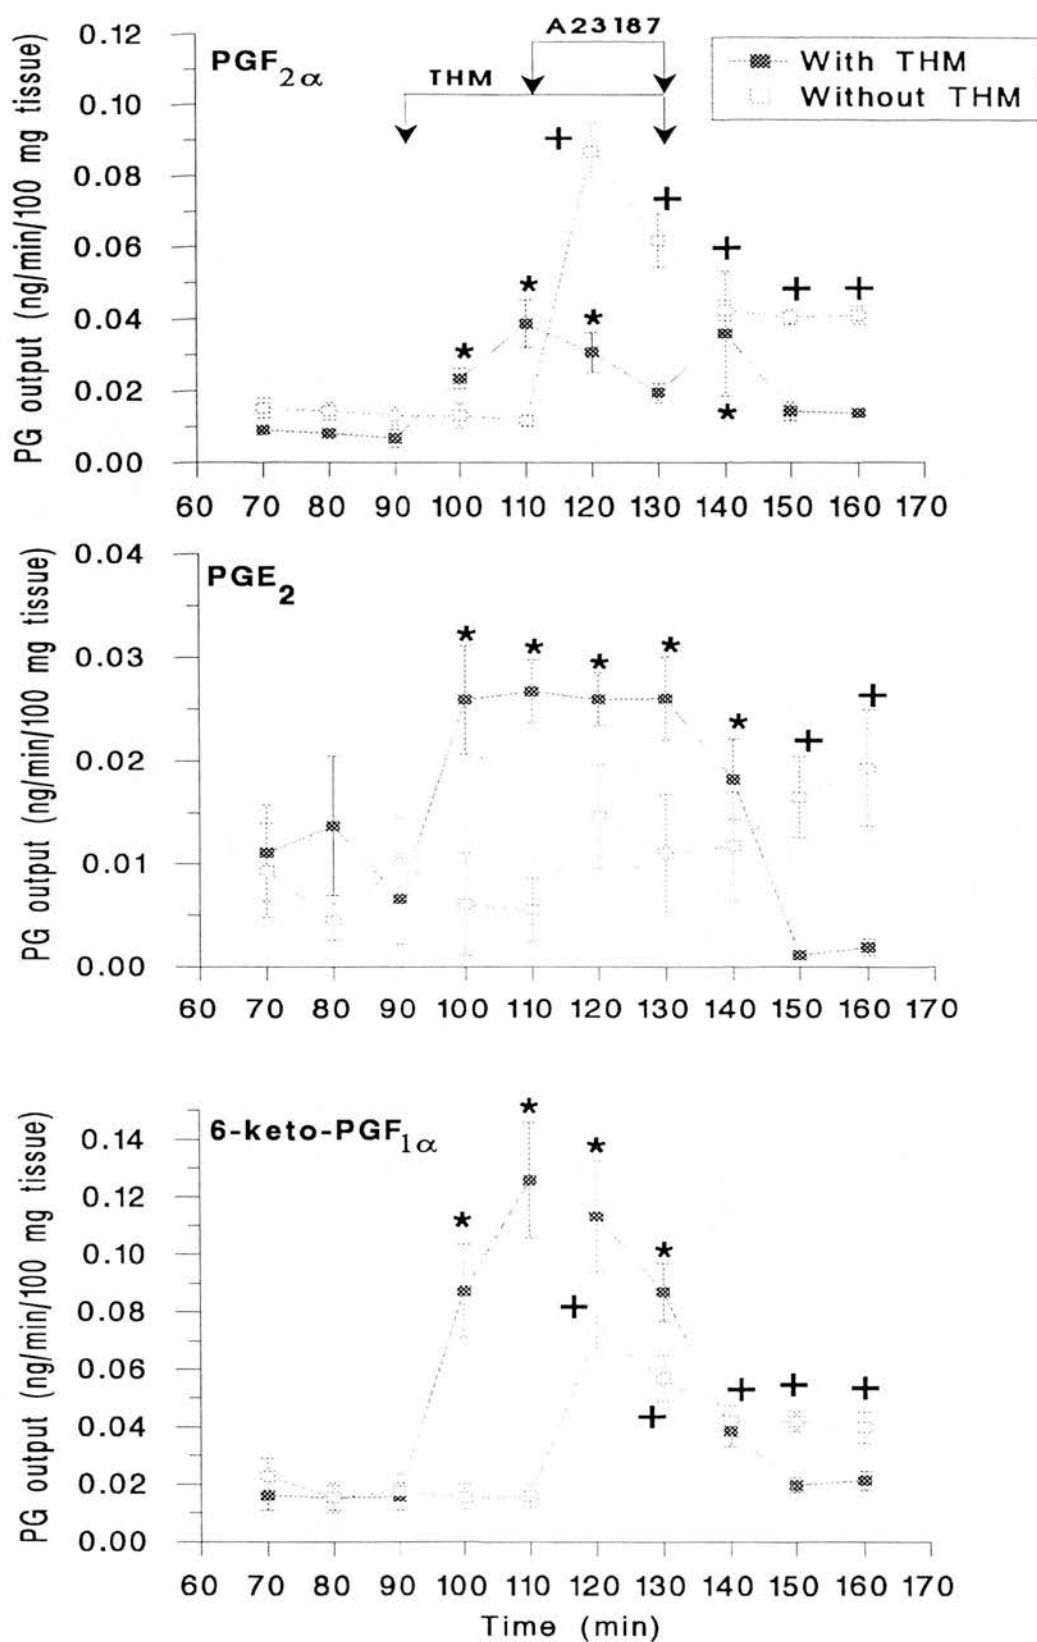 A23187
THM
With THM
Without THM
PGF2α
PG output (ng/min/100 mg tissue)
0.12
0.10
0.08
0.06
0.04
0.02
0.00
60 70 80 90 100 110 120 130 140 150 160 170
PGE2
PG output (ng/min/100 mg tissue)
0.04
0.03
0.02
0.01
0.00
60 70 80 90 100 110 120 130 140 150 160 170
6-keto-PGF1α
PG output (ng/min/100 mg tissue)
0.14
0.12
0.10
0.08
0.06
0.04
0.02
0.00
60 70 80 90 100 110 120 130 140 150 160 170
Time (min)